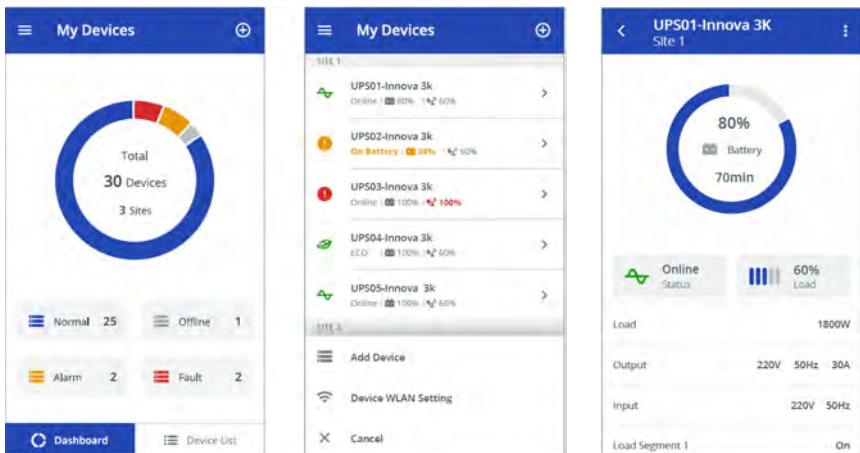 My Devices
Total
30 Devices
3 Sites
Normal 25
Offline 1
Alarm 2
Fault 2
Dashboard
Device List
My Devices
SITE 1
UPS01-Innova 3k
Online | 80% | 60%
UPS02-Innova 3k
On Battery | 38% | 60%
UPS03-Innova 3k
Online | 100% | 100%
UPS04-Innova 3k
ECO | 100% | 60%
UPS05-Innova 3k
Online | 100% | 60%
SITE 2
Add Device
Device WLAN Setting
Cancel
UPS01-Innova 3K
Site 1
80%
Battery
70min
Online
Status
60%
Load
Load 1800W
Output 220V 50Hz 30A
Input 220V 50Hz
Load Segment 1 On